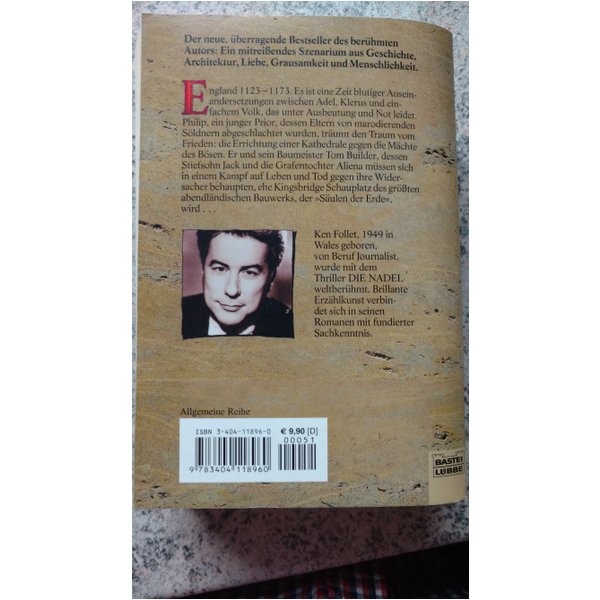 Der neue, überragende Bestseller des berühmten
Autors: Ein mitreißendes Szenarium aus Geschichte,
Architektur, Liebe, Grausamkeit und Menschlichkeit.
England 1123–1173. Es ist eine Zeit blutiger Ausein-
andersetzungen zwischen Adel, Klerus und ein-
fachem Volk, das unter Ausbeutung und Not leidet.
Philip, ein junger Prior, dessen Eltern von marodierenden
Söldnern abgeschlachtet wurden, träumt den Traum vom
Frieden: die Errichtung einer Kathedrale gegen die Mächte
des Bösen. Er und sein Baumeister Tom Builder, dessen
Stiefsohn Jack und die Grafentochter Aliena müssen sich
in einem Kampf auf Leben und Tod gegen ihre Wider-
sacher behaupten, ehe Kingsbridge Schauplatz des größten
abendländischen Bauwerks, der »Säulen der Erde«,
wird . . .
Ken Follet, 1949 in
Wales geboren,
von Beruf Journalist,
wurde mit dem
Thriller DIE NADEL
weltberühmt. Brillante
Erzählkunst verbin-
det sich in seinen
Romanen mit fundierter
Sachkenntnis.
Allgemeine Reihe
ISBN 3-404-11896-0 € 9,90 [D]
00051
9 783404 118960
BASTEI
LÜBBE